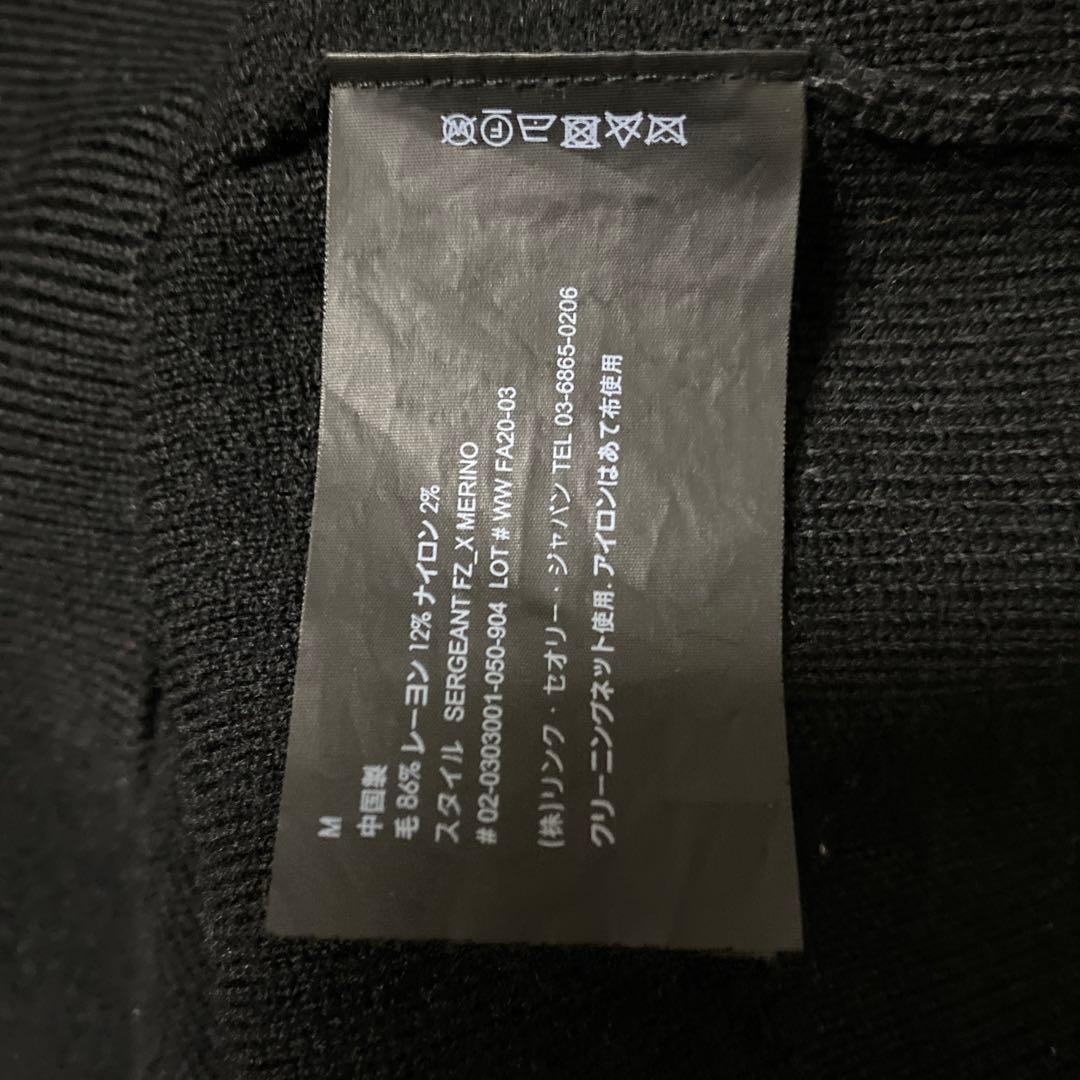 M
中国製
毛 86% レーヨン 12% ナイロン 2%
スタイル SERGEANT FZ_X MERINO
# 02-0303001-050-904 LOT # WW FA20-03
(株)リンク・セオリー・ジャパン TEL 03-6865-0206
クリーニングネット使用. アイロンはあて布使用